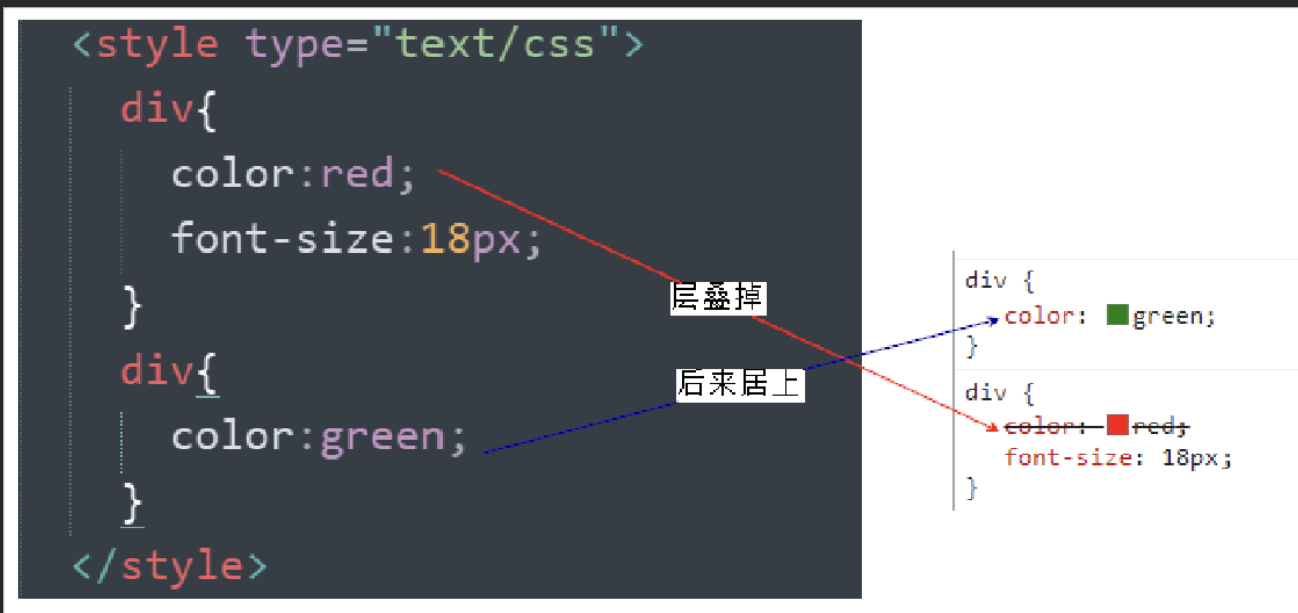 <style type="text/css">
div{
color:red;
font-size:18px;
}
div{
color:green;
}
</style>
层叠掉
后来居上
div {
color: green;
}
div {
color: red;
font-size: 18px;
}